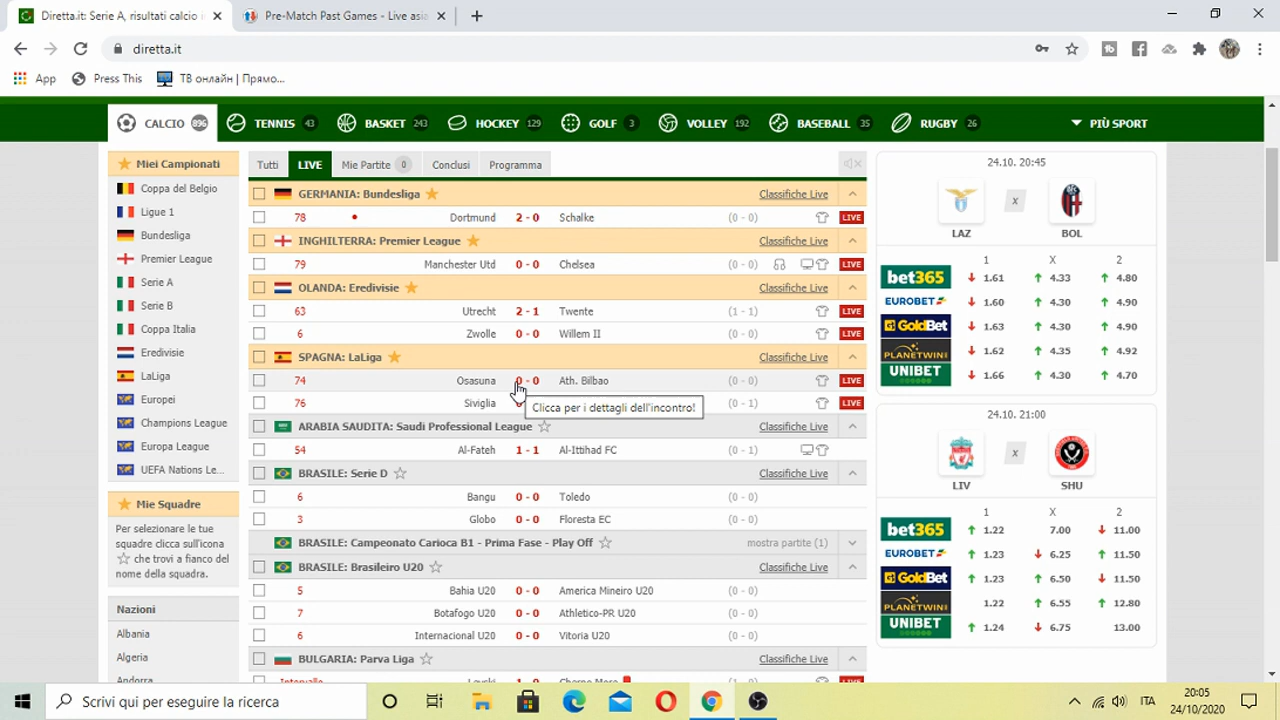 Diretta.it: Serie A, risultati calcio
Pre-Match Past Games - Live asia
diretta.it
App Press This ТВ онлайн | Прямо...
CALCIO 896 TENNIS 43 BASKET 243 HOCKEY 129 GOLF 3 VOLLEY 192 BASEBALL 35 RUGBY 26 PIÙ SPORT
Miei Campionati
Coppa del Belgio
Ligue 1
Bundesliga
Premier League
Serie A
Serie B
Coppa Italia
Eredivisie
LaLiga
Europei
Champions League
Europa League
UEFA Nations Le...
Mie Squadre
Per selezionare le tue
squadre clicca sull'icona
che trovi a fianco del
nome della squadra.
Nazioni
Albania
Algeria
Andorra
Tutti LIVE Mie Partite 0 Conclusi Programma
GERMANIA: Bundesliga Classifiche Live
78 Dortmund 2 - 0 Schalke (0 - 0) LIVE
INGHILTERRA: Premier League Classifiche Live
79 Manchester Utd 0 - 0 Chelsea (0 - 0) LIVE
OLANDA: Eredivisie Classifiche Live
63 Utrecht 2 - 1 Twente (1 - 1) LIVE
6 Zwolle 0 - 0 Willem II (0 - 0) LIVE
SPAGNA: LaLiga Classifiche Live
74 Osasuna 0 - 0 Ath. Bilbao (0 - 0) LIVE
76 Siviglia (0 - 1) LIVE
Clicca per i dettagli dell'incontro!
ARABIA SAUDITA: Saudi Professional League Classifiche Live
54 Al-Fateh 1 - 1 Al-Ittihad FC (0 - 1)
BRASILE: Serie D Classifiche Live
6 Bangu 0 - 0 Toledo (0 - 0)
3 Globo 0 - 0 Floresta EC (0 - 0)
BRASILE: Campeonato Carioca B1 - Prima Fase - Play Off mostra partite (1)
BRASILE: Brasileiro U20 Classifiche Live
5 Bahia U20 0 - 0 America Mineiro U20 (0 - 0)
7 Botafogo U20 0 - 0 Athletico-PR U20 (0 - 0)
6 Internacional U20 0 - 0 Vitoria U20 (0 - 0)
BULGARIA: Parva Liga Classifiche Live
Intervallo Levski 1 - 0 Cherno More (1 - 0)
24.10. 20:45
x
LAZ BOL
1 X 2
bet365 1.61 4.33 4.80
EUROBET 1.60 4.30 4.90
GoldBet 1.63 4.30 4.90
PLANETWIN 1.62 4.35 4.92
UNIBET 1.66 4.30 4.70
24.10. 21:00
x
LIV SHU
1 X 2
bet365 1.22 7.00 11.00
EUROBET 1.23 6.25 11.50
GoldBet 1.23 6.50 11.50
PLANETWIN 1.22 6.55 12.80
UNIBET 1.24 6.75 13.00
Scrivi qui per eseguire la ricerca
ITA
20:05
24/10/2020